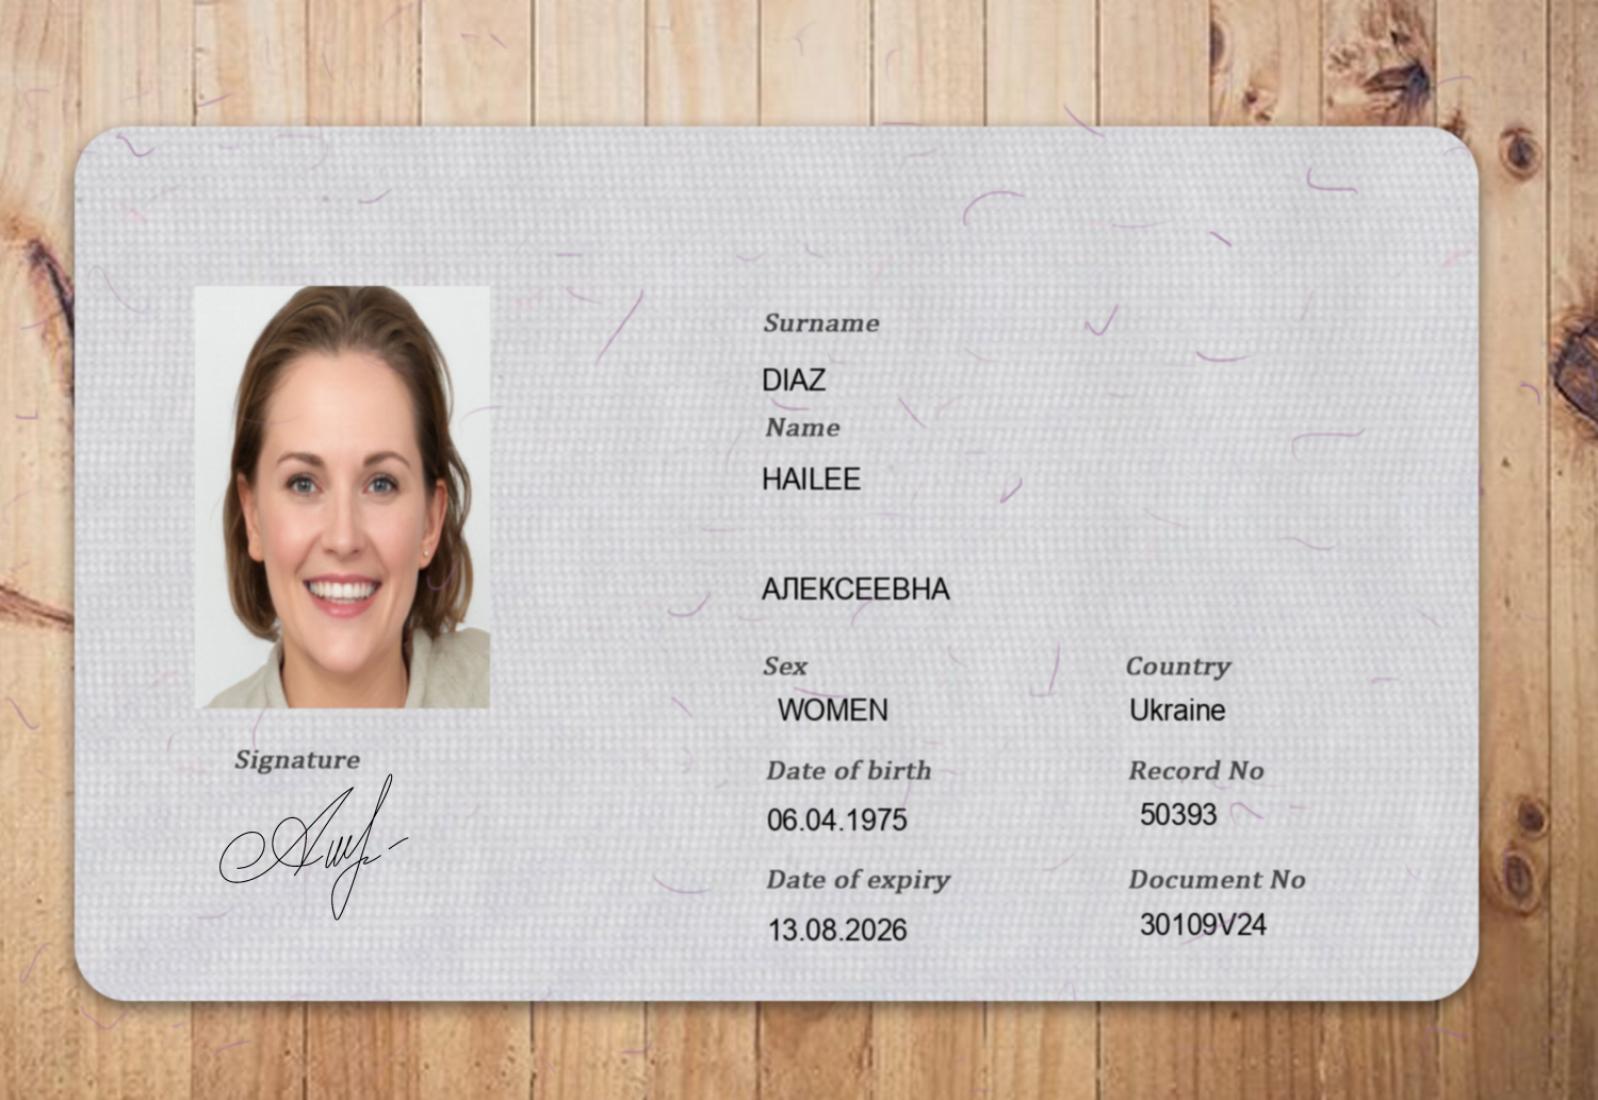 Surname
DIAZ
Name
HAILEE
АЛЕКСЕЕВНА
Sex
WOMEN
Country
Ukraine
Date of birth
06.04.1975
Record No
50393
Date of expiry
13.08.2026
Document No
30109V24
Signature